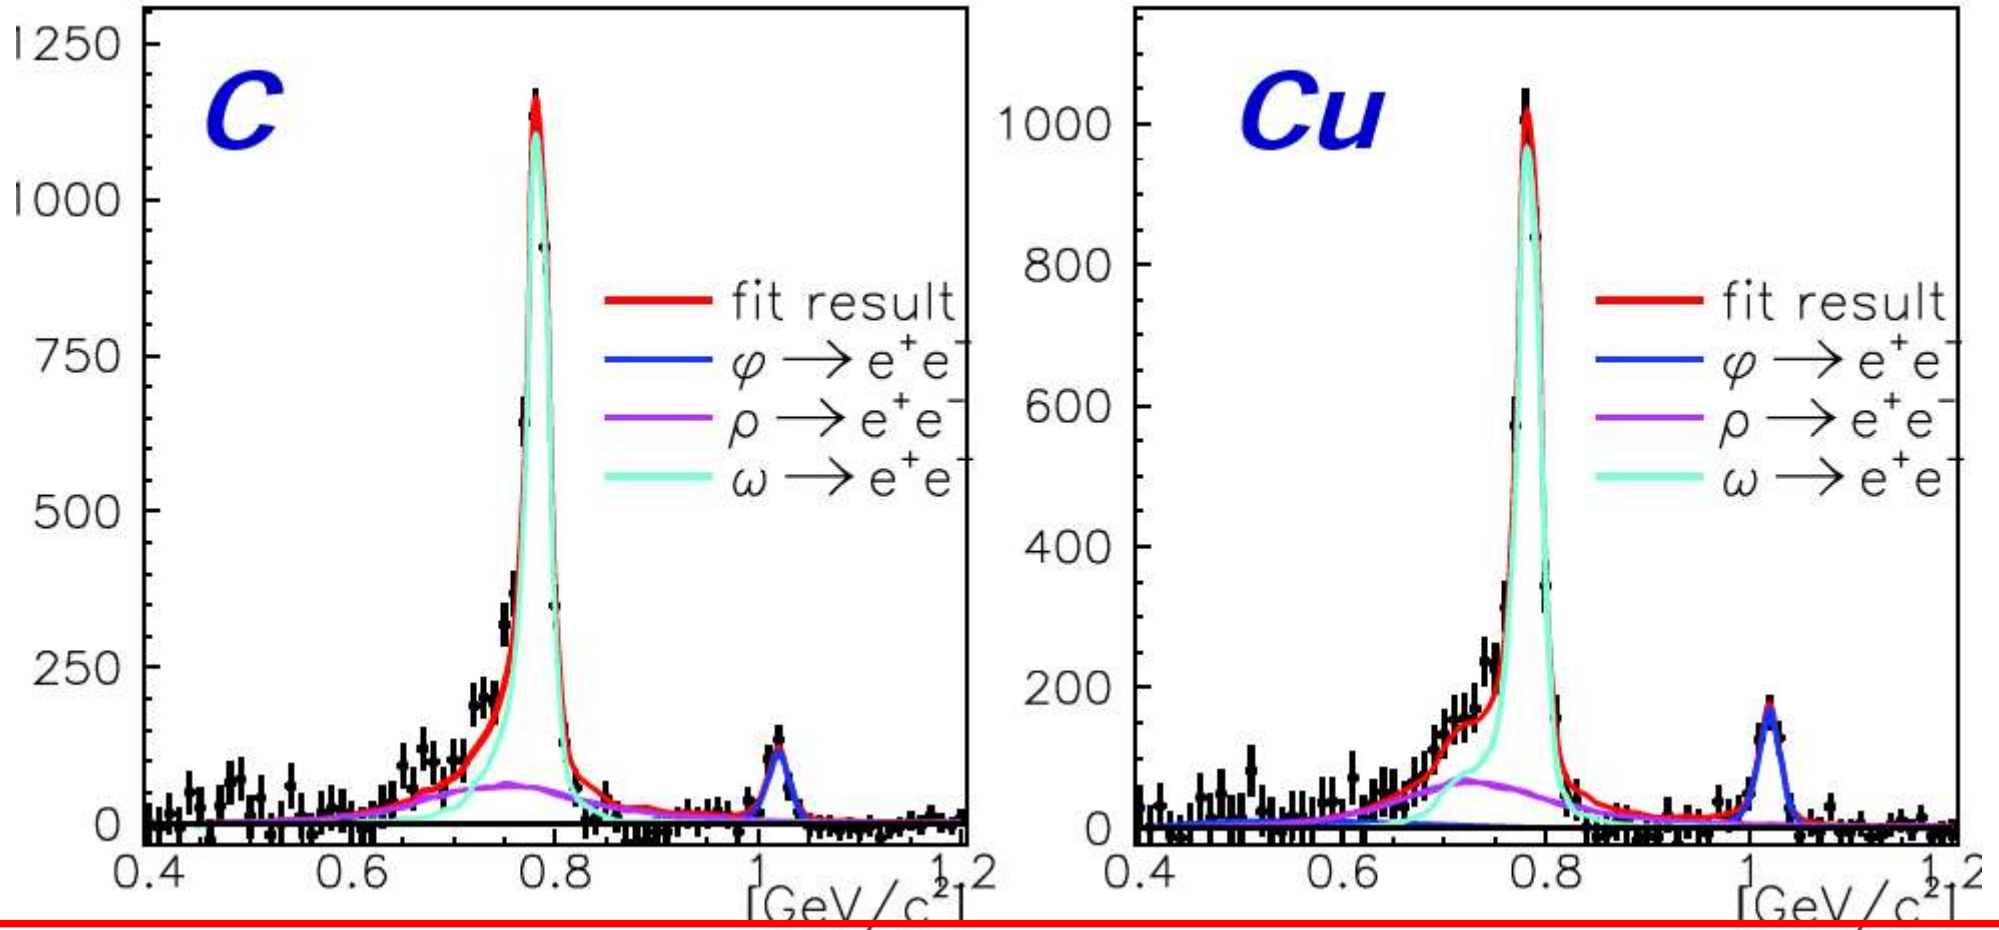 C
1250
1000
750
500
250
0
fit result
φ → e⁺e⁻
ρ → e⁺e⁻
ω → e⁺e⁻
0.4 0.6 0.8 1 1.2
[GeV/c²]
Cu
1000
800
600
400
200
0
fit result
φ → e⁺e⁻
ρ → e⁺e⁻
ω → e⁺e⁻
0.4 0.6 0.8 1 1.2
[GeV/c²]